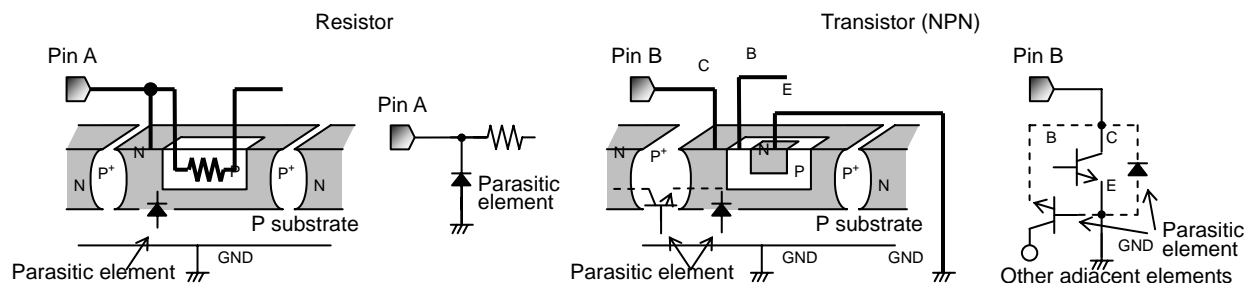 Resistor
Transistor (NPN)
Pin A
N
P
P+
P+
N
N
P substrate
Parasitic element
GND
Pin A
Parasitic
element
Pin B
C
B
E
N
P
P+
P+
N
N
P substrate
Parasitic element
GND
GND
Pin B
B
C
E
Parasitic
element
GND
Other adjacent elements